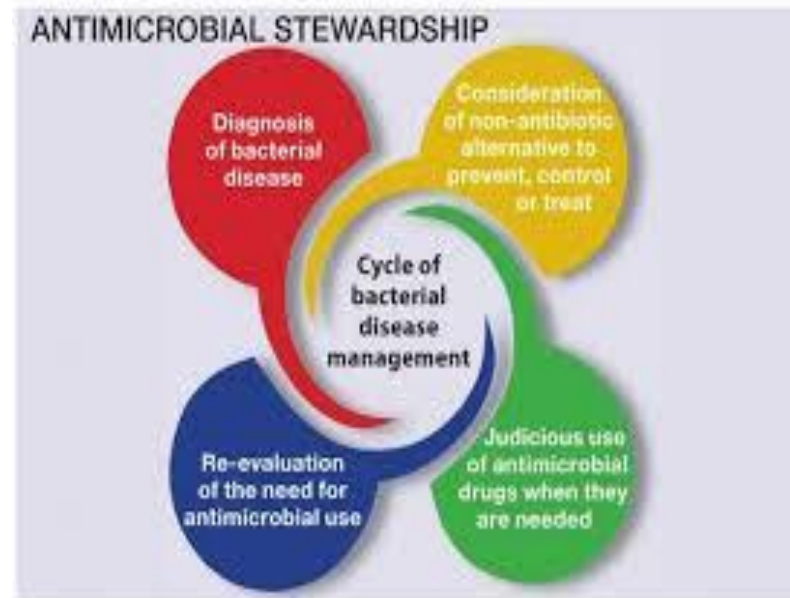 ANTIMICROBIAL STEWARDSHIP
Diagnosis
of bacterial
disease
Consideration
of non-antibiotic
alternative to
prevent, control
or treat
Cycle of
bacterial
disease
management
Re-evaluation
of the need for
antimicrobial use
Judicious use
of antimicrobial
drugs when they
are needed